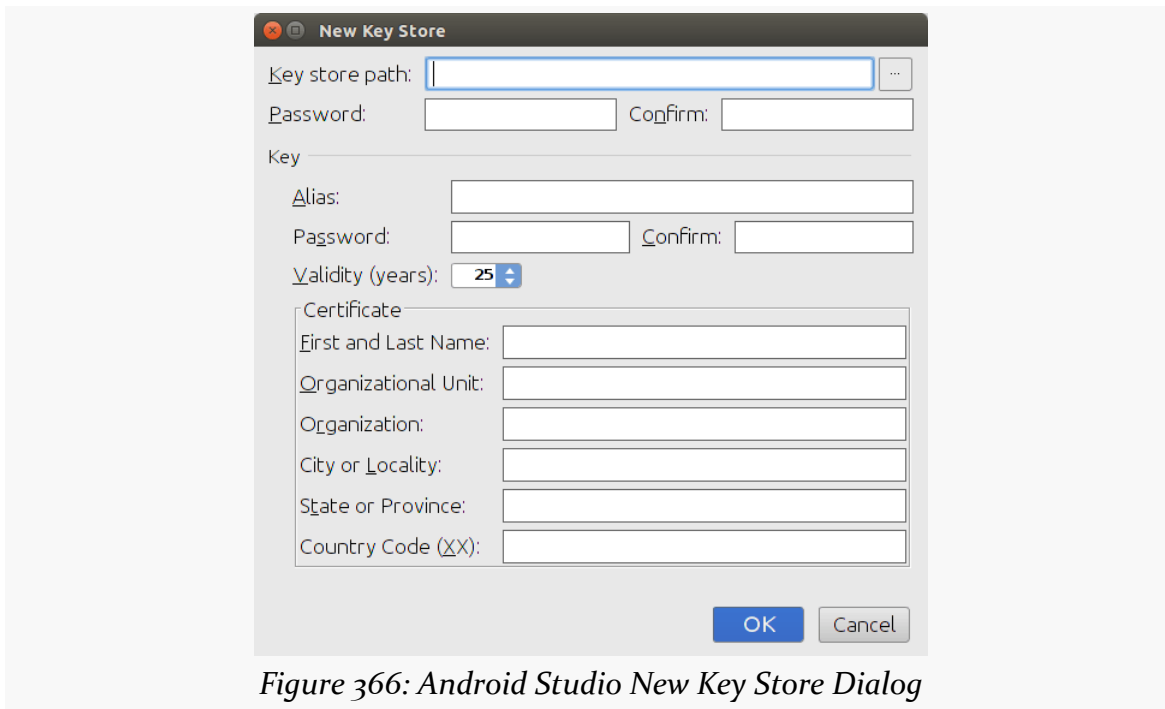 New Key Store
Key store path: ...
Password: Confirm:
Key
Alias:
Password: Confirm:
Validity (years): 25
Certificate
First and Last Name:
Organizational Unit:
Organization:
City or Locality:
State or Province:
Country Code (XX):
OK Cancel
Figure 366: Android Studio New Key Store Dialog